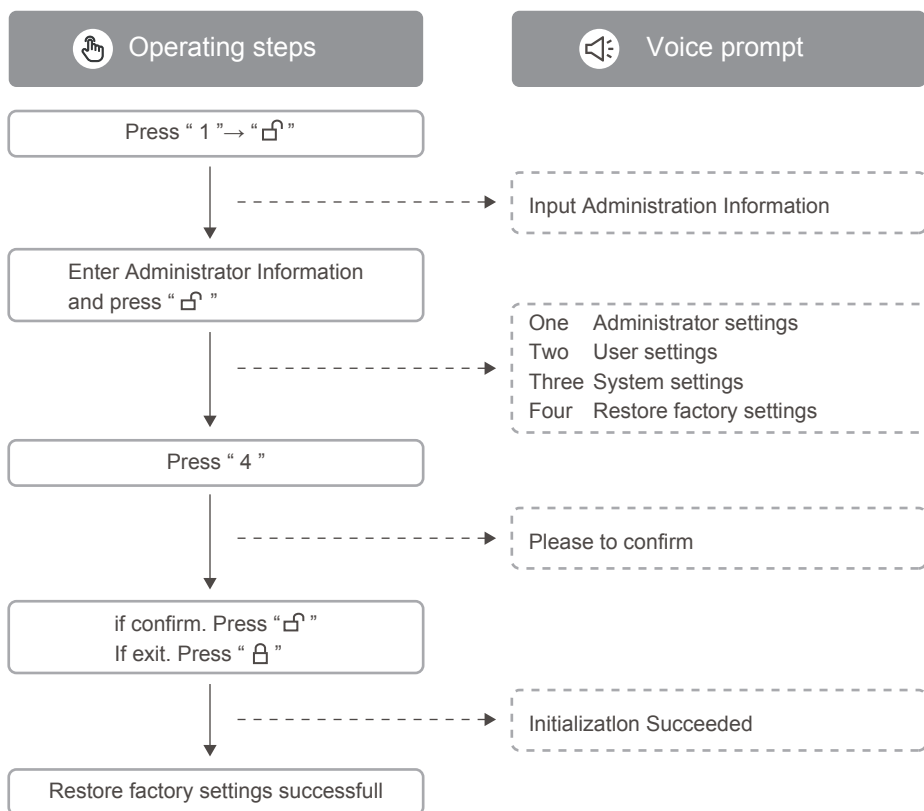 Operating steps
Voice prompt
Press “ 1 ”→ “🔓”
Input Administration Information
Enter Administrator Information
and press “ 🔓 ”
One Administrator settings
Two User settings
Three System settings
Four Restore factory settings
Press “ 4 ”
Please to confirm
if confirm. Press “🔓 ”
If exit. Press “ 🔒 ”
Initialization Succeeded
Restore factory settings successfull